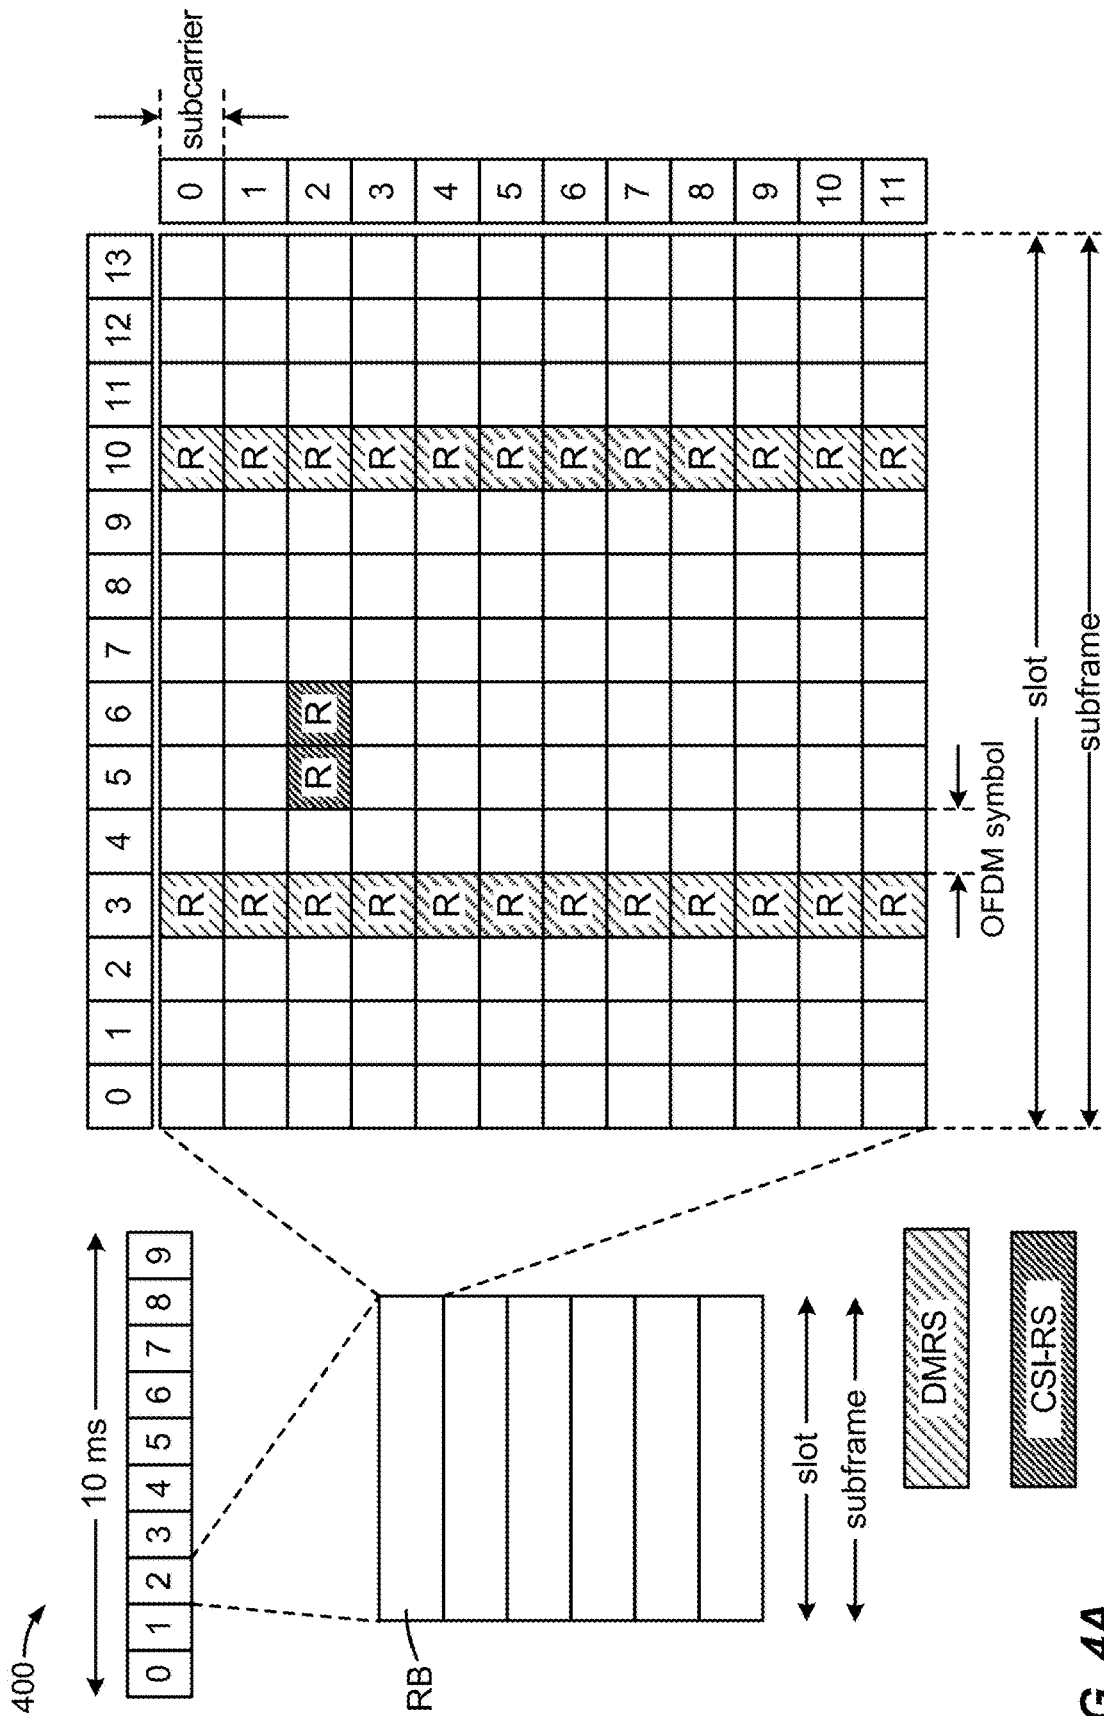 400
10 ms
0 1 2 3 4 5 6 7 8 9
RB
slot
subframe
DMRS
CSI-RS
0 1 2 3 4 5 6 7 8 9 10 11 12 13
subcarrier
R R 0
R R 1
R R R R 2
R R 3
R R 4
R R 5
R R 6
R R 7
R R 8
R R 9
R R 10
R R 11
OFDM symbol
slot
subframe
G. 4A